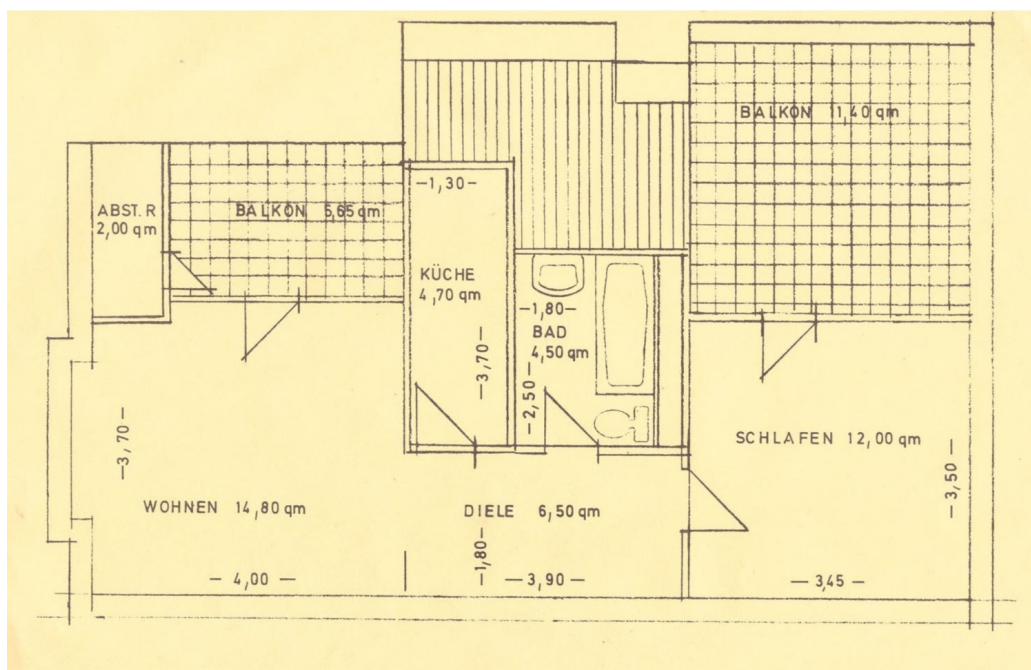 BALKON 11,40 qm
ABST. R
2,00 qm
BALKON 5,65 qm
-1,30-
KÜCHE
4,70 qm
-3,70-
-1,80-
BAD
4,50 qm
-2,50-
-3,70-
SCHLAFEN 12,00 qm
-3,50-
WOHNEN 14,80 qm
DIELE 6,50 qm
-1,80-
- 4,00 -
-3,90-
- 3,45 -